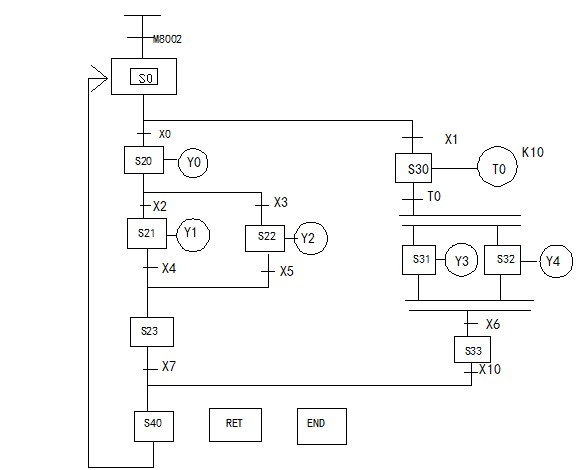 M8002
S0
X0
X1
K10
S20
Y0
S30
T0
T0
X2
X3
S21
Y1
S22
Y2
S31
Y3
S32
Y4
X4
X5
S23
X6
S33
X7
X10
S40
RET
END